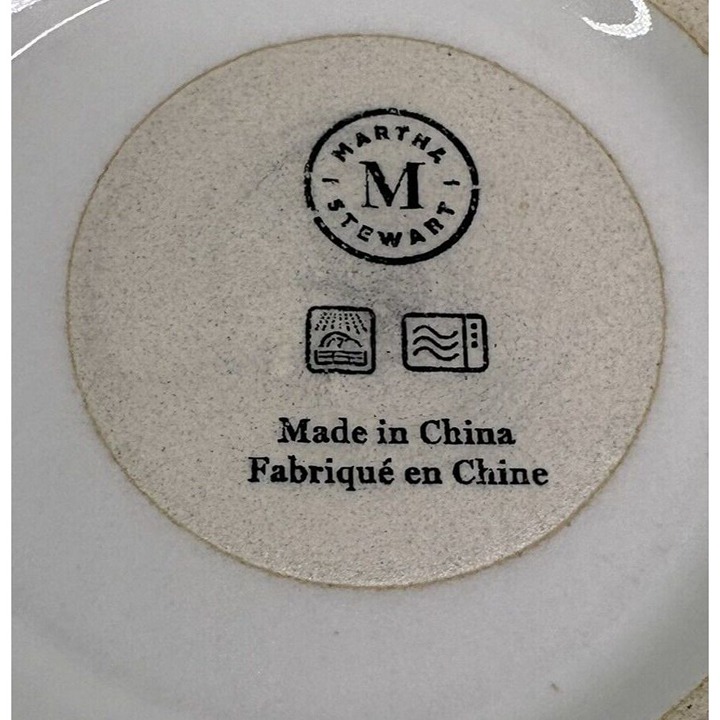 MARTHA
M
STEWART
Made in China
Fabriqué en Chine